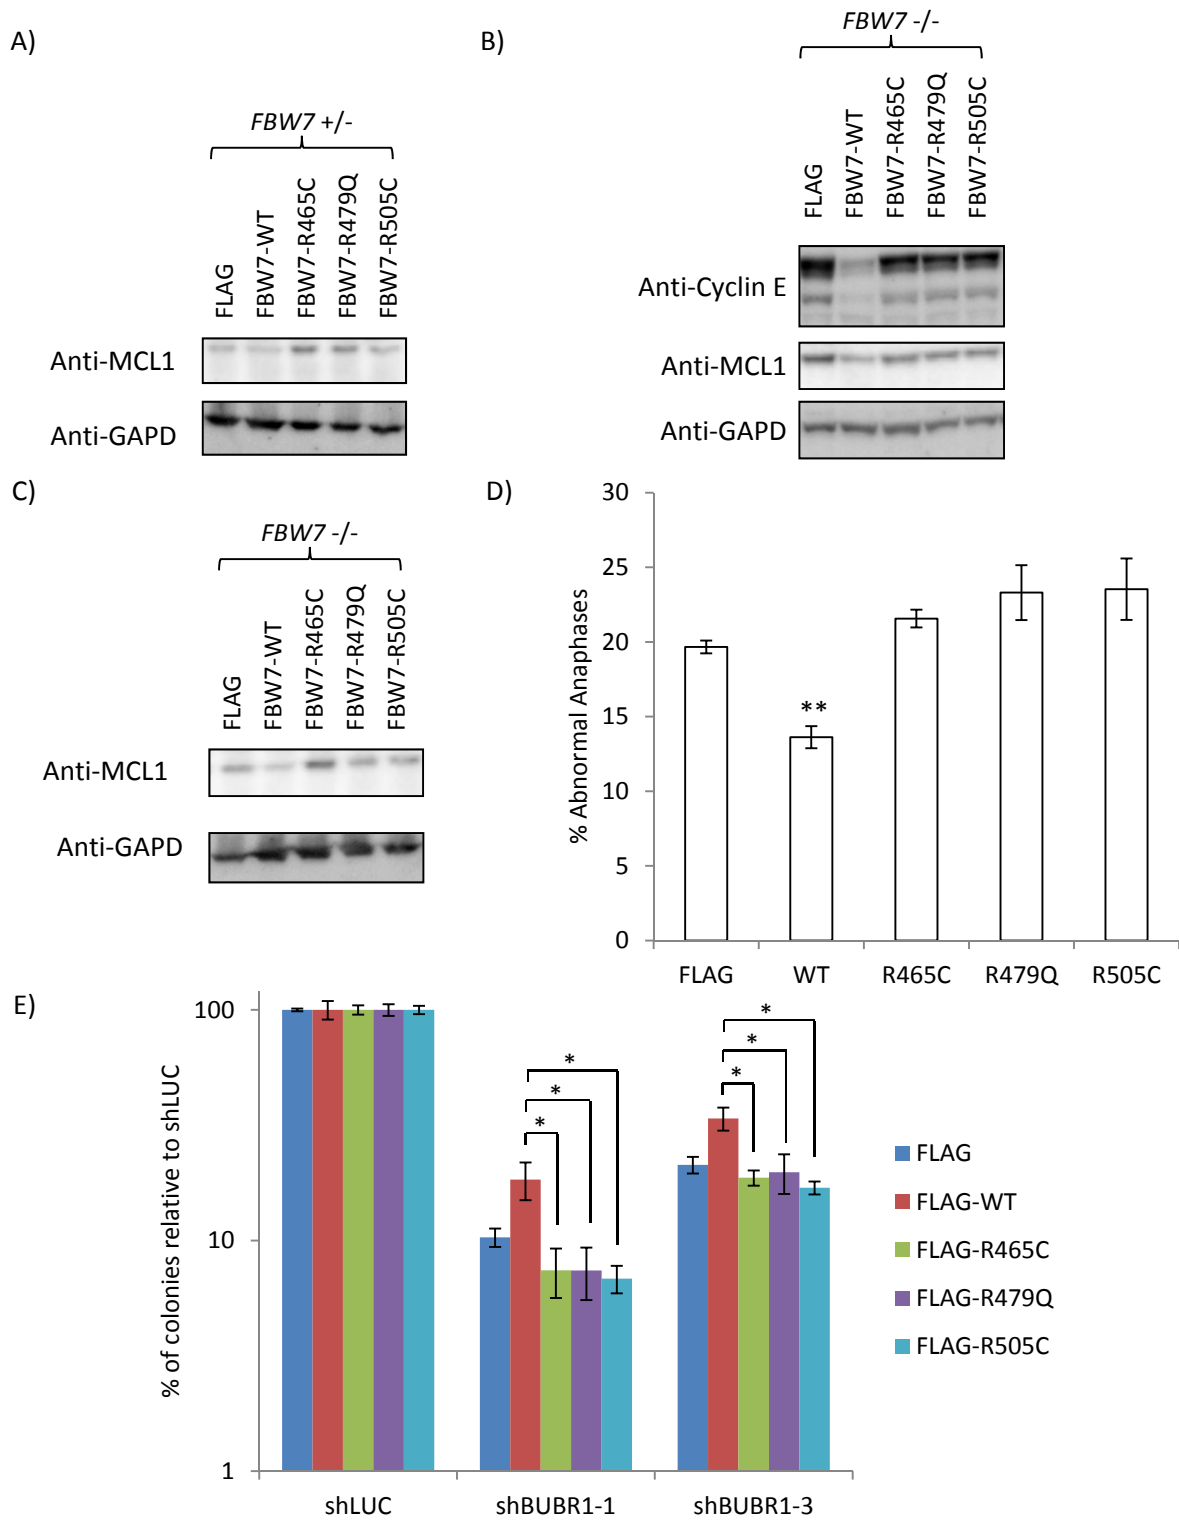 A)
FBW7 +/-
FLAG
FBW7-WT
FBW7-R465C
FBW7-R479Q
FBW7-R505C
Anti-MCL1
Anti-GAPD
B)
FBW7 -/-
FLAG
FBW7-WT
FBW7-R465C
FBW7-R479Q
FBW7-R505C
Anti-Cyclin E
Anti-MCL1
Anti-GAPD
C)
FBW7 -/-
FLAG
FBW7-WT
FBW7-R465C
FBW7-R479Q
FBW7-R505C
Anti-MCL1
Anti-GAPD
D)
% Abnormal Anaphases
30
25
20
15
10
5
0
**
FLAG WT R465C R479Q R505C
E)
% of colonies relative to shLUC
100
10
1
* * *
* * *
shLUC shBUBR1-1 shBUBR1-3
FLAG
FLAG-WT
FLAG-R465C
FLAG-R479Q
FLAG-R505C